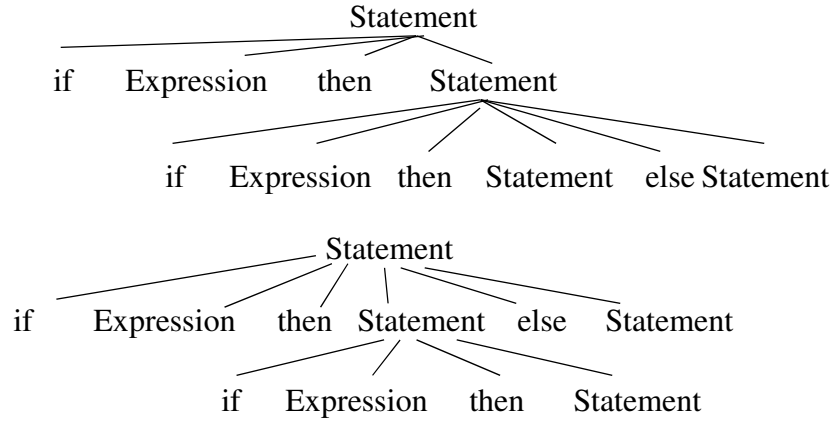 Statement
if Expression then Statement
if Expression then Statement else Statement
Statement
if Expression then Statement else Statement
if Expression then Statement